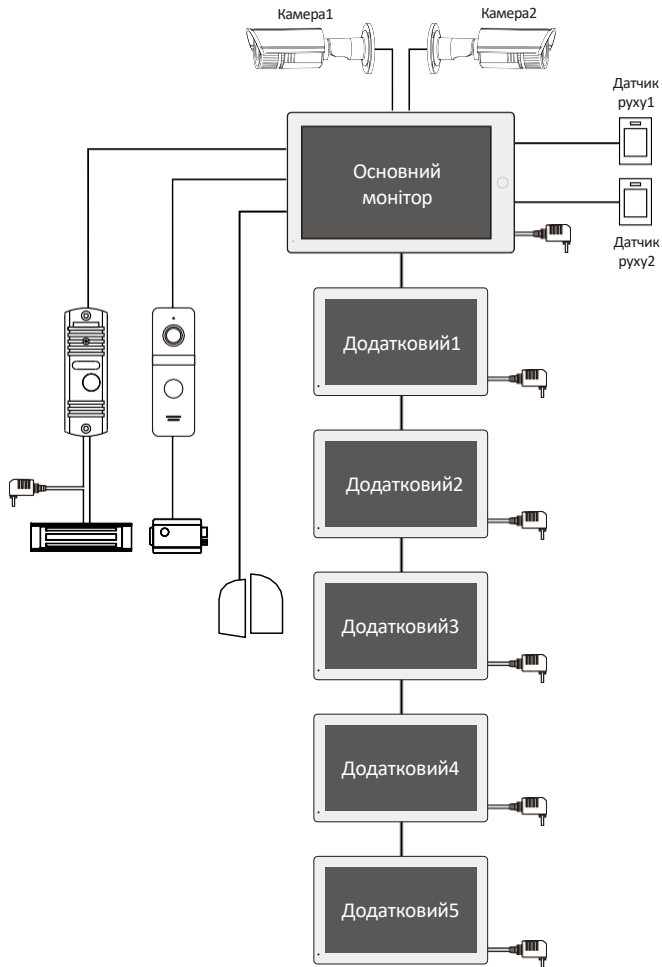 Камера1
Камера2
Датчик
руху1
Основний
монітор
Датчик
руху2
Додатковий1
Додатковий2
Додатковий3
Додатковий4
Додатковий5